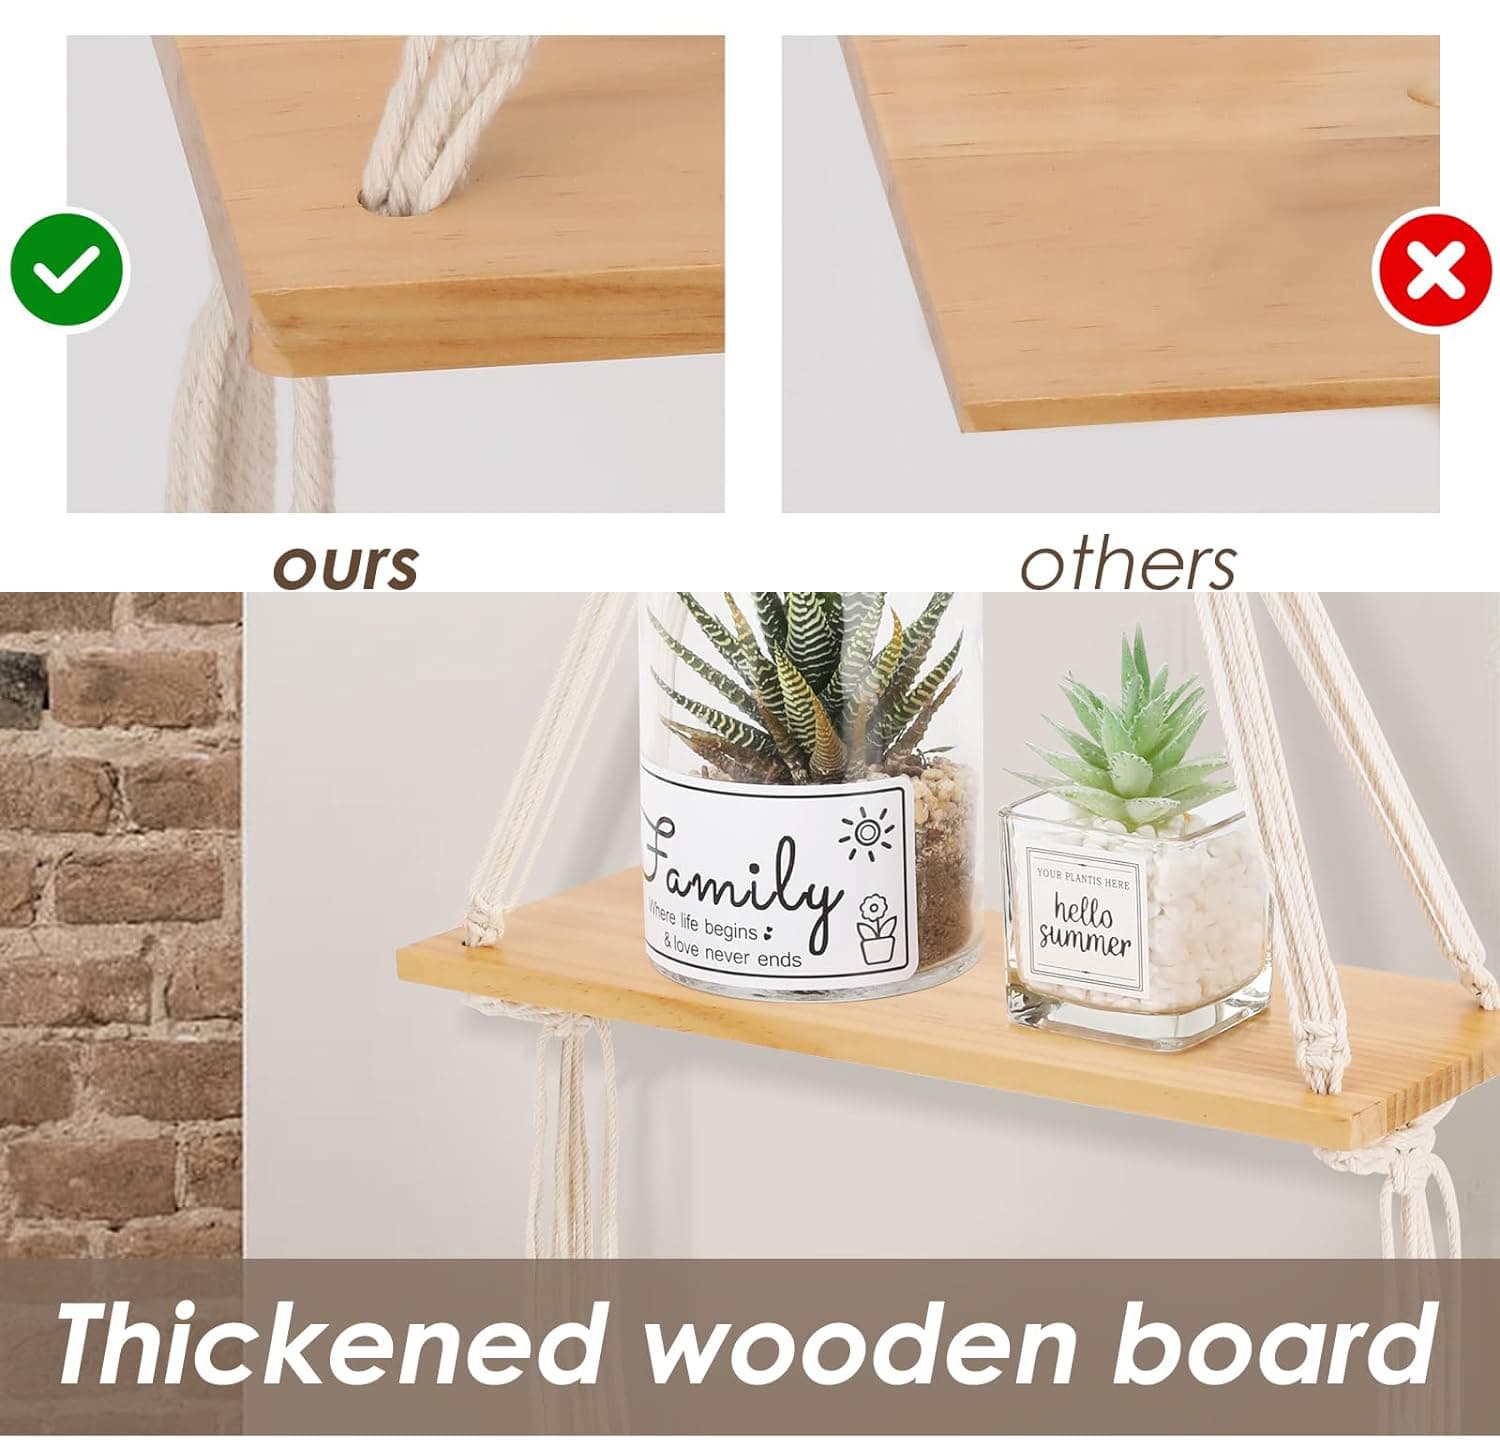 ours
others
Family
Where life begins
& love never ends
YOUR PLANTIS HERE
hello
summer
Thickened wooden board